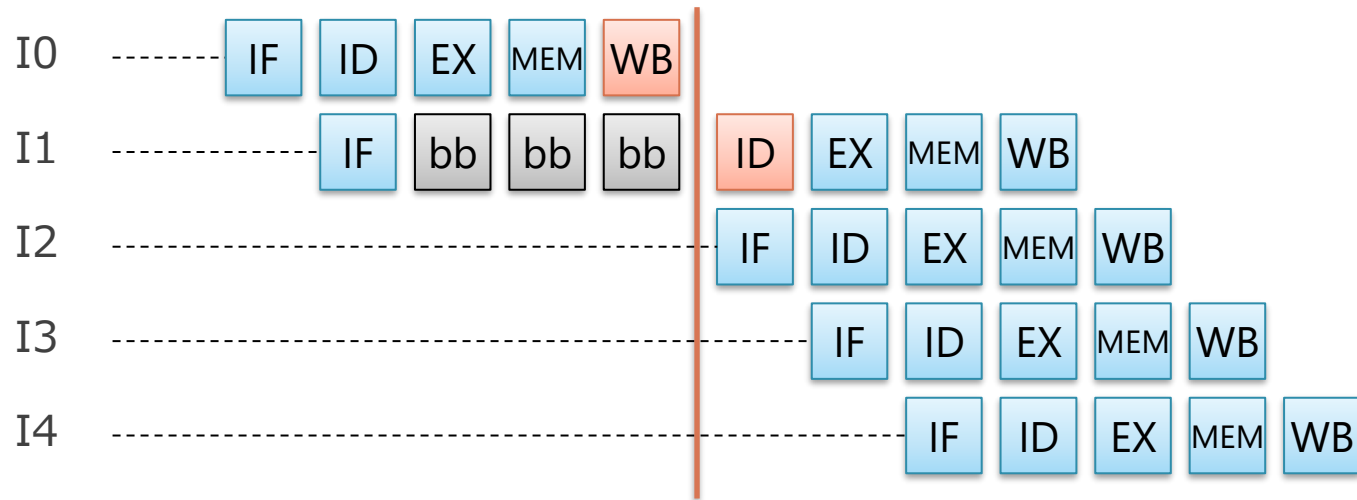 I0 IF ID EX MEM WB
I1 IF bb bb bb ID EX MEM WB
I2 IF ID EX MEM WB
I3 IF ID EX MEM WB
I4 IF ID EX MEM WB